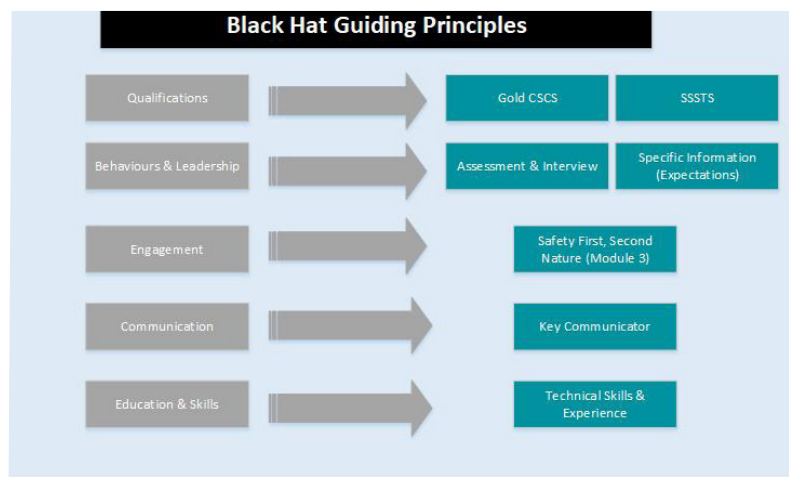 Black Hat Guiding Principles
Qualifications
Gold CSCS
SSSTS
Behaviours & Leadership
Assessment & Interview
Specific Information
(Expectations)
Engagement
Safety First, Second
Nature (Module 3)
Communication
Key Communicator
Education & Skills
Technical Skills &
Experience